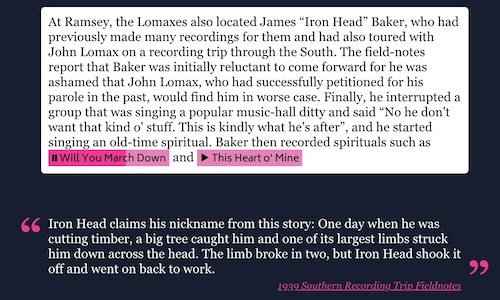 At Ramsey, the Lomaxes also located James “Iron Head” Baker, who had
previously made many recordings for them and had also toured with
John Lomax on a recording trip through the South. The field-notes
report that Baker was initially reluctant to come forward for he was
ashamed that John Lomax, who had successfully petitioned for his
parole in the past, would find him in worse case. Finally, he interrupted a
group that was singing a popular music-hall ditty and said “No he don't
want that kind o' stuff. This is kindly what he's after”, and he started
singing an old-time spiritual. Baker then recorded spirituals such as
Will You March Down and This Heart o' Mine
“ Iron Head claims his nickname from this story: One day when he was ”
cutting timber, a big tree caught him and one of its largest limbs struck
him down across the head. The limb broke in two, but Iron Head shook it
off and went on back to work.
1939 Southern Recording Trip Fieldnotes